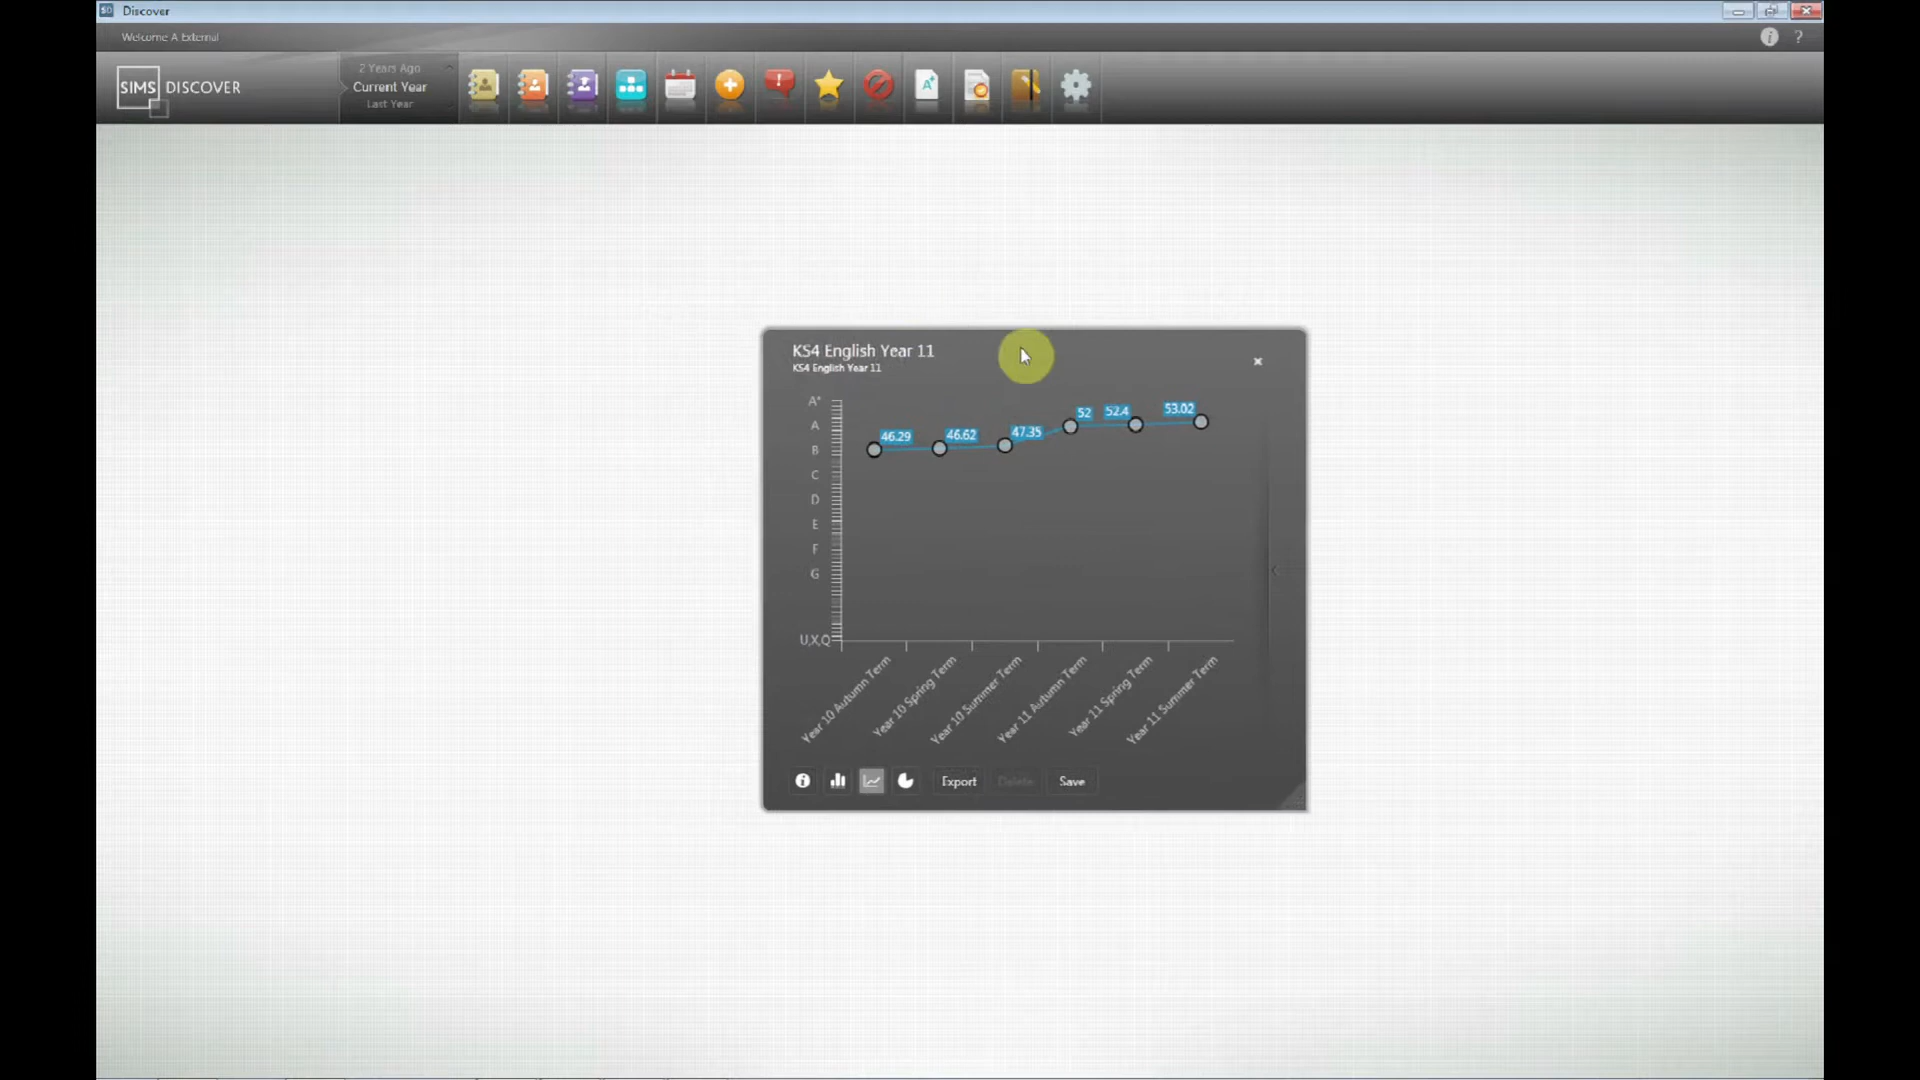 Discover
Welcome A External
SIMS DISCOVER
2 Years Ago
Current Year
Last Year
KS4 English Year 11
KS4 English Year 11
A*
A
B
C
D
E
F
G
U,X,Q
46.29
46.62
47.35
52
52.4
53.02
Year 10 Autumn Term
Year 10 Spring Term
Year 10 Summer Term
Year 11 Autumn Term
Year 11 Spring Term
Year 11 Summer Term
Export
Delete
Save